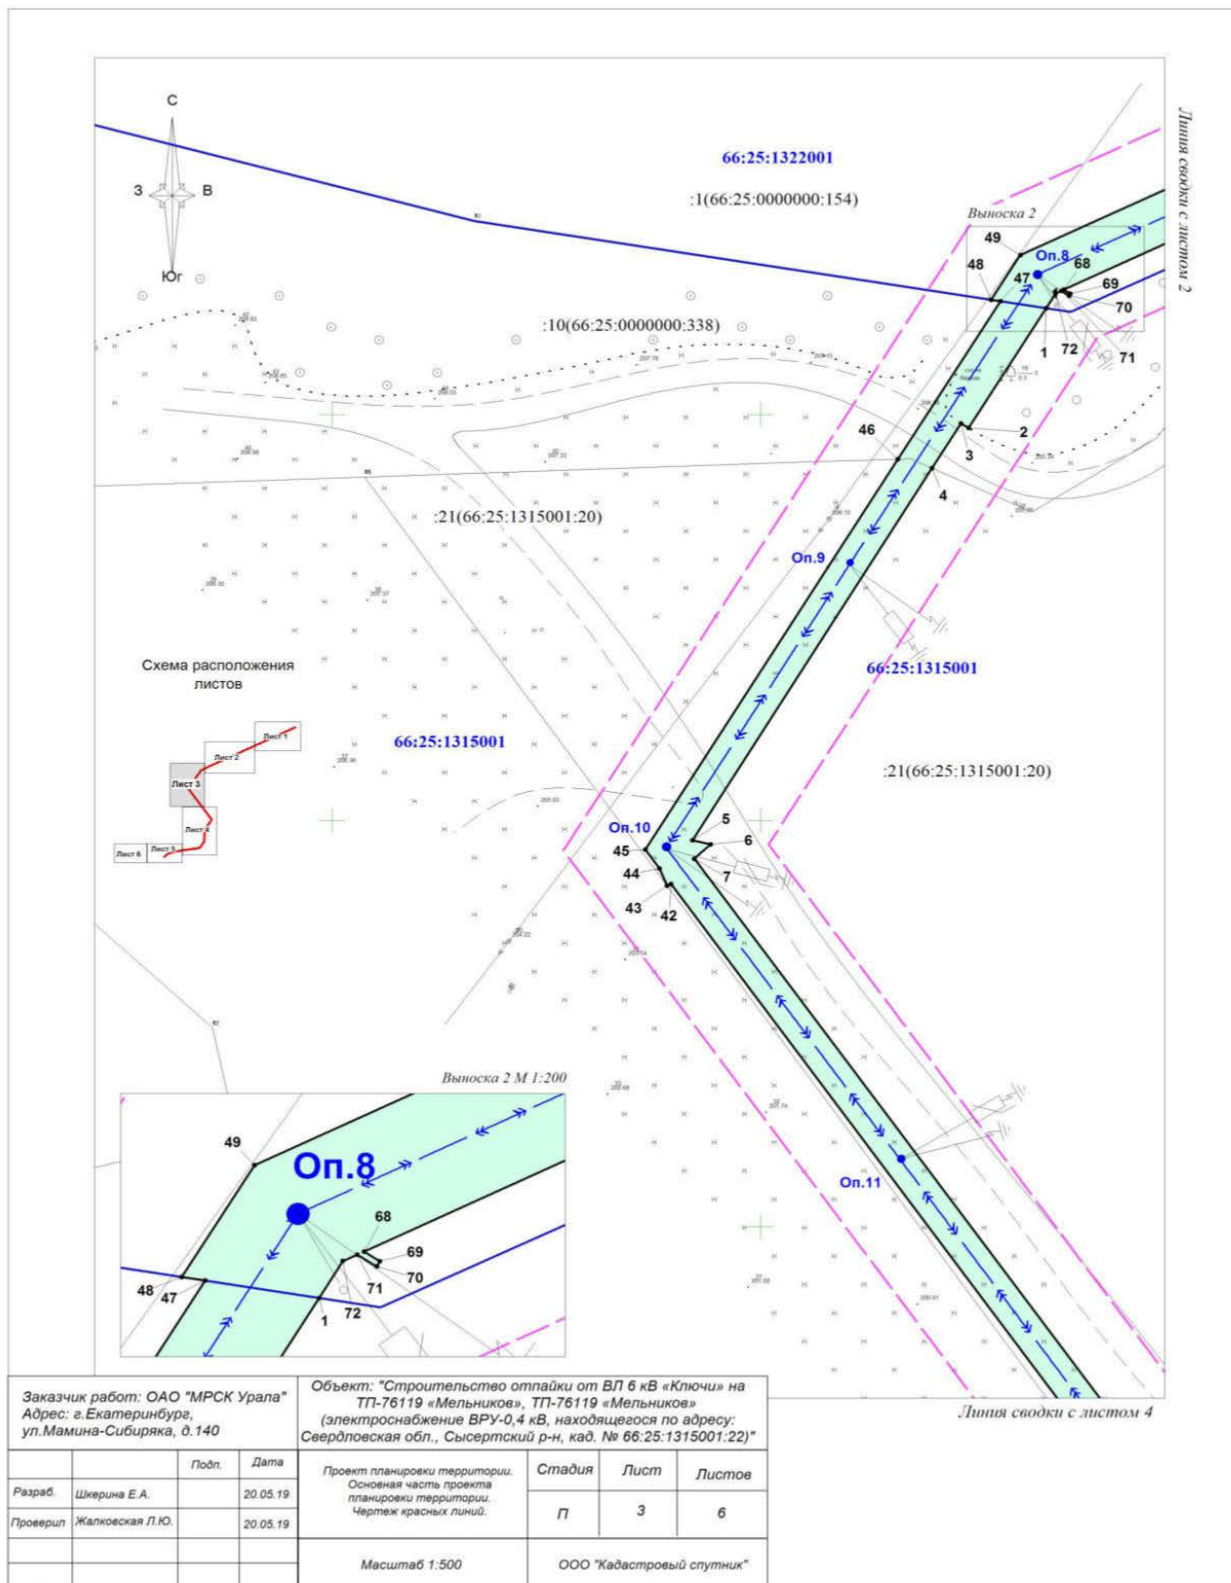 С
З
В
Юг
66:25:1322001
:1(66:25:0000000:154)
Линия сводки с листом 2
Выноска 2
49
Оп.8
68
48
47
69
70
:10(66:25:0000000:338)
1
72
71
46
2
3
4
:21(66:25:1315001:20)
Оп.9
Схема расположения
листов
66:25:1315001
66:25:1315001
Лист 1
Лист 2
Лист 3
Лист 4
Лист 6
Лист 5
:21(66:25:1315001:20)
Оп.10
5
6
45
7
44
43
42
Выноска 2 М 1:200
49
Оп.8
68
69
70
48
47
71
72
1
Оп.11
Линия сводки с листом 4
Заказчик работ: ОАО "МРСК Урала"
Адрес: г.Екатеринбург,
ул.Мамина-Сибиряка, д.140
Объект: "Строительство отпайки от ВЛ 6 кВ «Ключи» на
ТП-76119 «Мельников», ТП-76119 «Мельников»
(электроснабжение ВРУ-0,4 кВ, находящегося по адресу:
Свердловская обл., Сысертский р-н, кад. № 66:25:1315001:22)"
Подп.
Дата
Разраб.
Шкерина Е.А.
20.05.19
Проверил
Жалковская Л.Ю.
20.05.19
Проект планировки территории.
Основная часть проекта
планировки территории.
Чертеж красных линий.
Стадия
Лист
Листов
П
3
6
Масштаб 1:500
ООО "Кадастровый спутник"